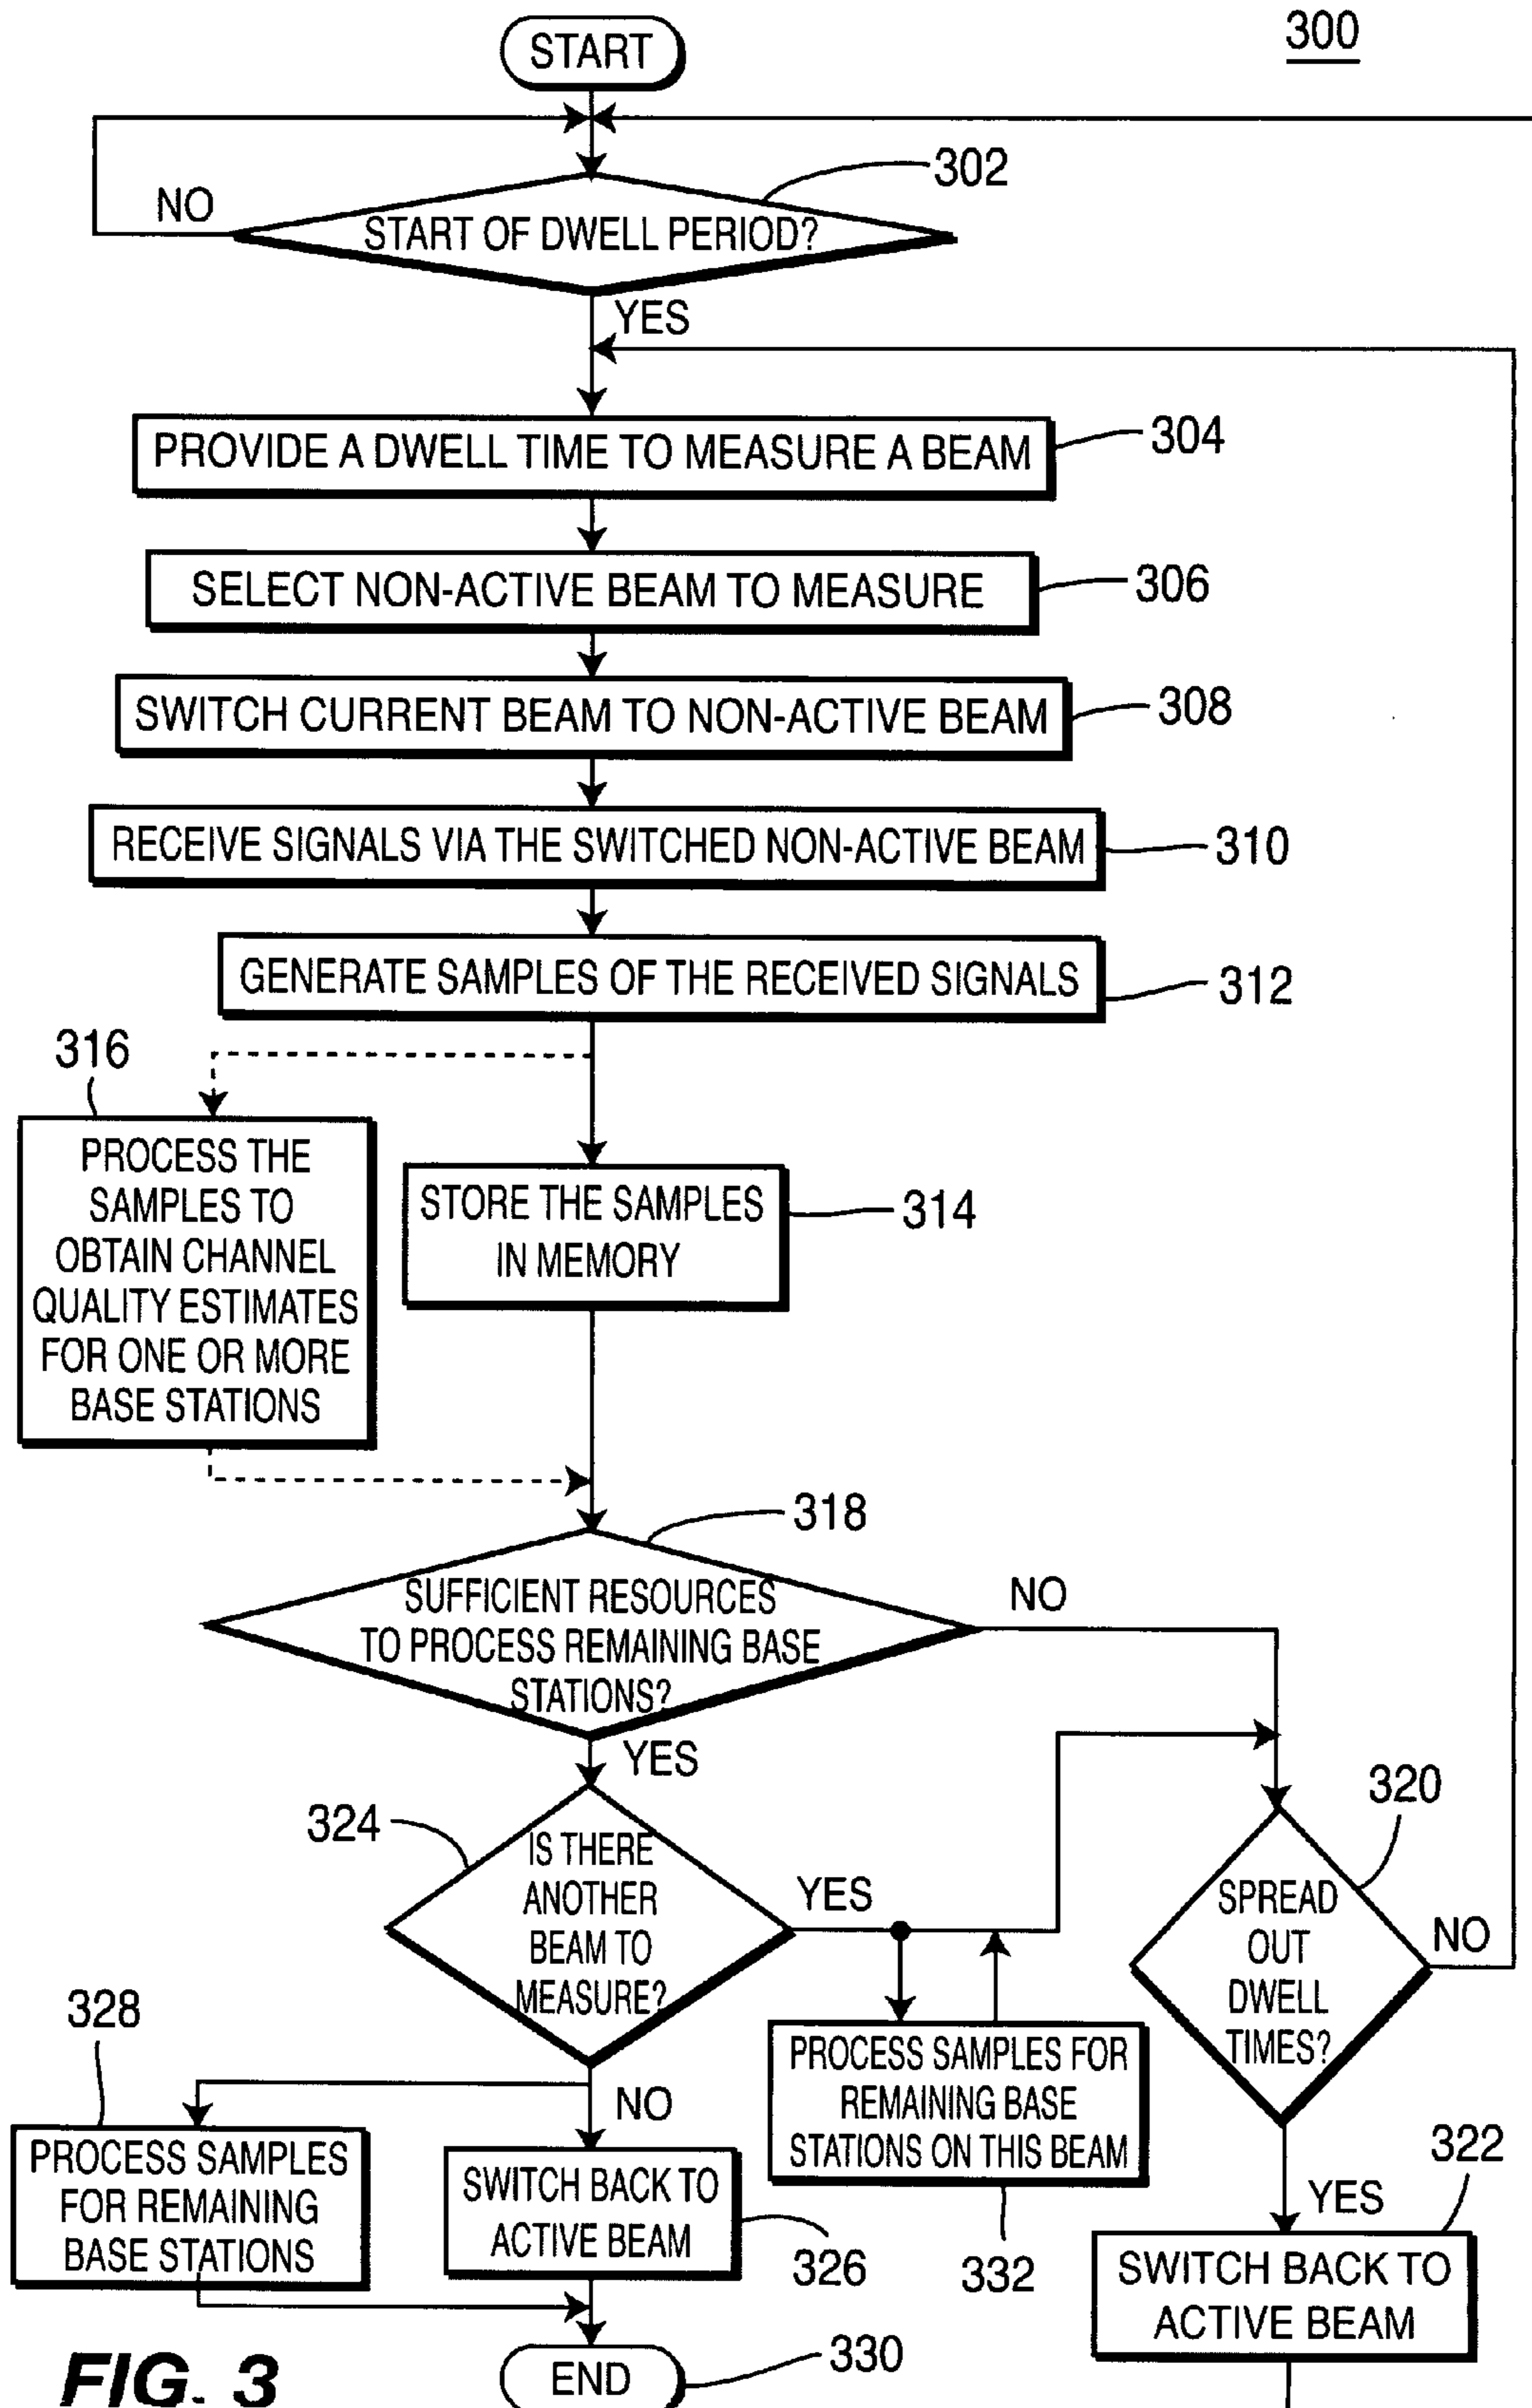 START
300
302
NO
START OF DWELL PERIOD?
YES
PROVIDE A DWELL TIME TO MEASURE A BEAM
304
SELECT NON-ACTIVE BEAM TO MEASURE
306
SWITCH CURRENT BEAM TO NON-ACTIVE BEAM
308
RECEIVE SIGNALS VIA THE SWITCHED NON-ACTIVE BEAM
310
GENERATE SAMPLES OF THE RECEIVED SIGNALS
312
316
PROCESS THE
SAMPLES TO
OBTAIN CHANNEL
QUALITY ESTIMATES
FOR ONE OR MORE
BASE STATIONS
STORE THE SAMPLES
IN MEMORY
314
318
SUFFICIENT RESOURCES
TO PROCESS REMAINING BASE
STATIONS?
NO
YES
324
IS THERE
ANOTHER
BEAM TO
MEASURE?
YES
320
SPREAD
OUT
DWELL
TIMES?
NO
328
PROCESS SAMPLES
FOR REMAINING
BASE STATIONS
NO
SWITCH BACK TO
ACTIVE BEAM
326
PROCESS SAMPLES FOR
REMAINING BASE
STATIONS ON THIS BEAM
332
YES
322
SWITCH BACK TO
ACTIVE BEAM
END
330
FIG. 3